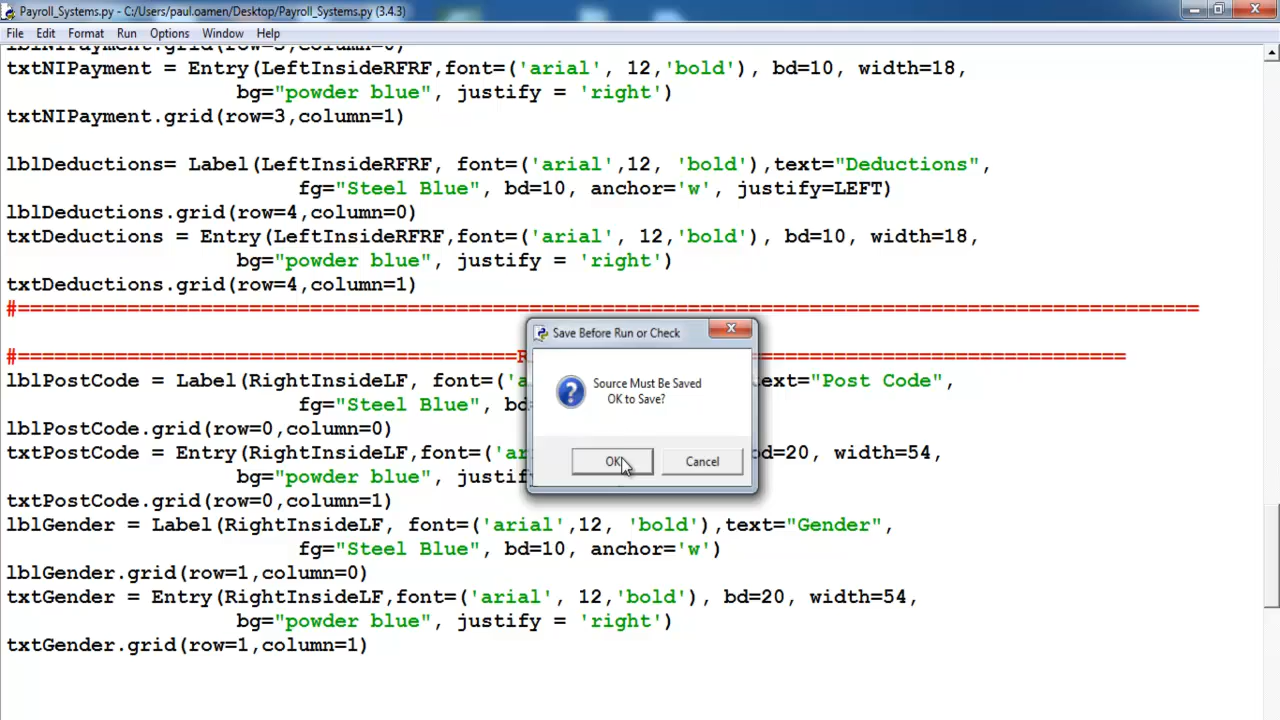 Payroll_Systems.py - C:/Users/paul.oamen/Desktop/Payroll_Systems.py (3.4.3)
File Edit Format Run Options Window Help
lblNIPayment.grid(row=3,column=0)
txtNIPayment = Entry(LeftInsideRFRF,font=('arial', 12,'bold'), bd=10, width=18,
bg="powder blue", justify = 'right')
txtNIPayment.grid(row=3,column=1)
lblDeductions= Label(LeftInsideRFRF, font=('arial',12, 'bold'),text="Deductions",
fg="Steel Blue", bd=10, anchor='w', justify=LEFT)
lblDeductions.grid(row=4,column=0)
txtDeductions = Entry(LeftInsideRFRF,font=('arial', 12,'bold'), bd=10, width=18,
bg="powder blue", justify = 'right')
txtDeductions.grid(row=4,column=1)
#==================================================================================================
#=========================================R ==============================
lblPostCode = Label(RightInsideLF, font=('a text="Post Code",
fg="Steel Blue", bd
lblPostCode.grid(row=0,column=0)
txtPostCode = Entry(RightInsideLF,font=('ar bd=20, width=54,
bg="powder blue", justif
txtPostCode.grid(row=0,column=1)
lblGender = Label(RightInsideLF, font=('arial',12, 'bold'),text="Gender",
fg="Steel Blue", bd=10, anchor='w')
lblGender.grid(row=1,column=0)
txtGender = Entry(RightInsideLF,font=('arial', 12,'bold'), bd=20, width=54,
bg="powder blue", justify = 'right')
txtGender.grid(row=1,column=1)
Save Before Run or Check
Source Must Be Saved
OK to Save?
OK Cancel